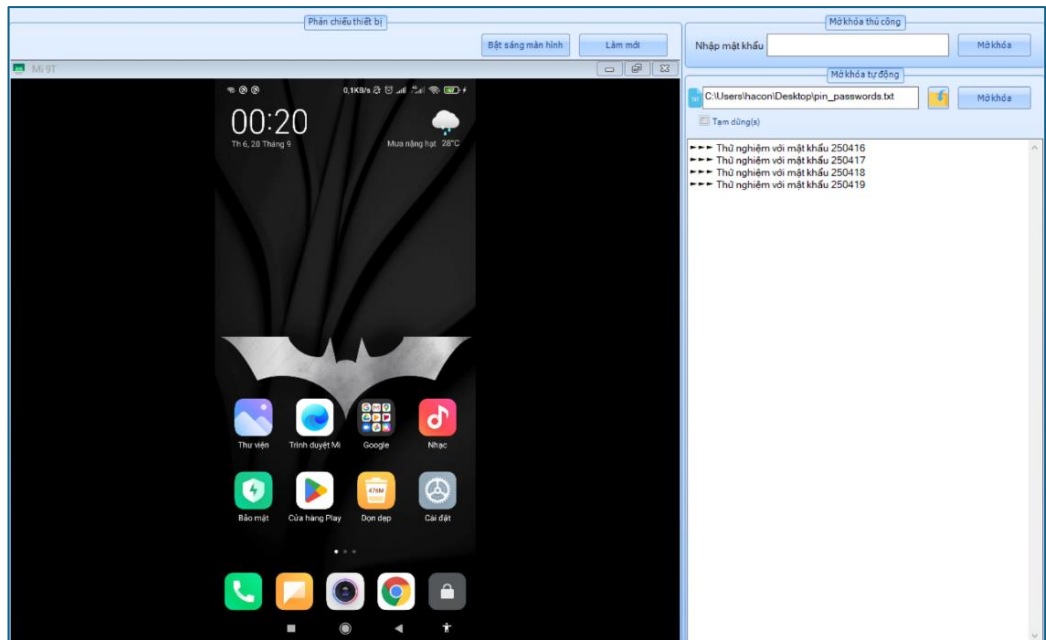 Phản chiếu thiết bị
Bật sáng màn hình
Làm mới
Mi 9T
0,1KB/s
00:20
Th 6, 20 Tháng 9
Mưa nặng hạt 28°C
Thư viện
Trình duyệt Mi
Google
Nhạc
478M
Bảo mật
Cửa hàng Play
Dọn dẹp
Cài đặt
Mở khóa thủ công
Nhập mật khẩu
Mở khóa
Mở khóa tự động
C:\Users\hacon\Desktop\pin_passwords.txt
Mở khóa
Tạm dừng(s)
►►► Thử nghiệm với mật khẩu 250416
►►► Thử nghiệm với mật khẩu 250417
►►► Thử nghiệm với mật khẩu 250418
►►► Thử nghiệm với mật khẩu 250419